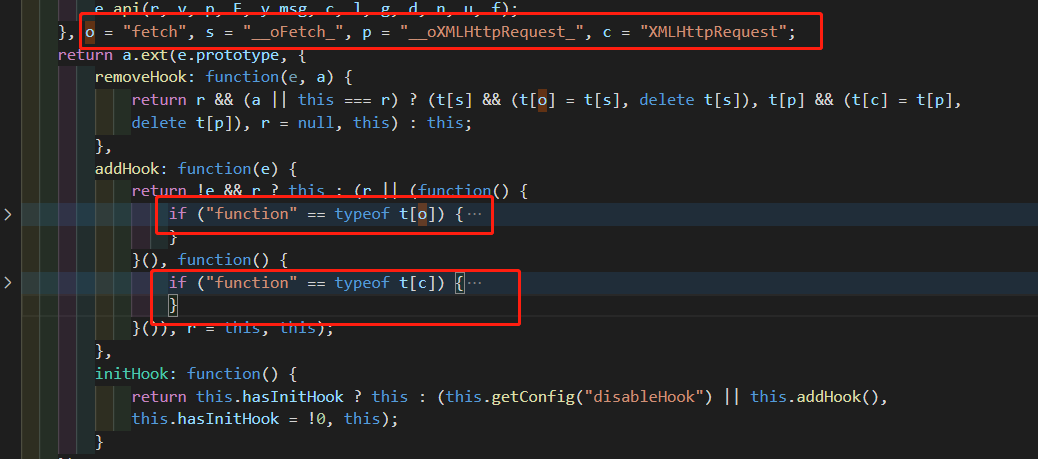 e.api(r, v, p, E, y.msg, c, l, g, d, n, u, f);
}, o = "fetch", s = "__oFetch_", p = "__oXMLHttpRequest_", c = "XMLHttpRequest";
return a.ext(e.prototype, {
removeHook: function(e, a) {
return r && (a || this === r) ? (t[s] && (t[o] = t[s], delete t[s]), t[p] && (t[c] = t[p],
delete t[p]), r = null, this) : this;
},
addHook: function(e) {
return !e && r ? this : (r || (function() {
if ("function" == typeof t[o]) {⋯
}
}(), function() {
if ("function" == typeof t[c]) {⋯
}
}()), r = this, this);
},
initHook: function() {
return this.hasInitHook ? this : (this.getConfig("disableHook") || this.addHook(),
this.hasInitHook = !0, this);
}